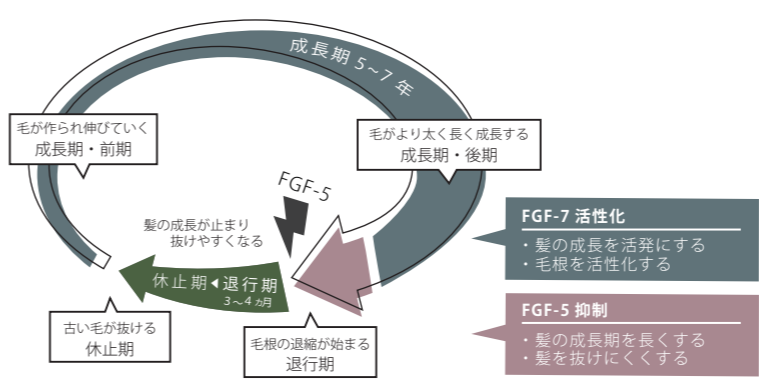 成長期 5~7 年
毛が作られ伸びていく
成長期・前期
毛がより太く長く成長する
成長期・後期
FGF-5
髪の成長が止まり
抜けやすくなる
休止期◀退行期
3～4ヵ月
古い毛が抜ける
休止期
毛根の退縮が始まる
退行期
FGF-7 活性化
・髪の成長を活発にする
・毛根を活性化する
FGF-5 抑制
・髪の成長期を長くする
・髪を抜けにくくする